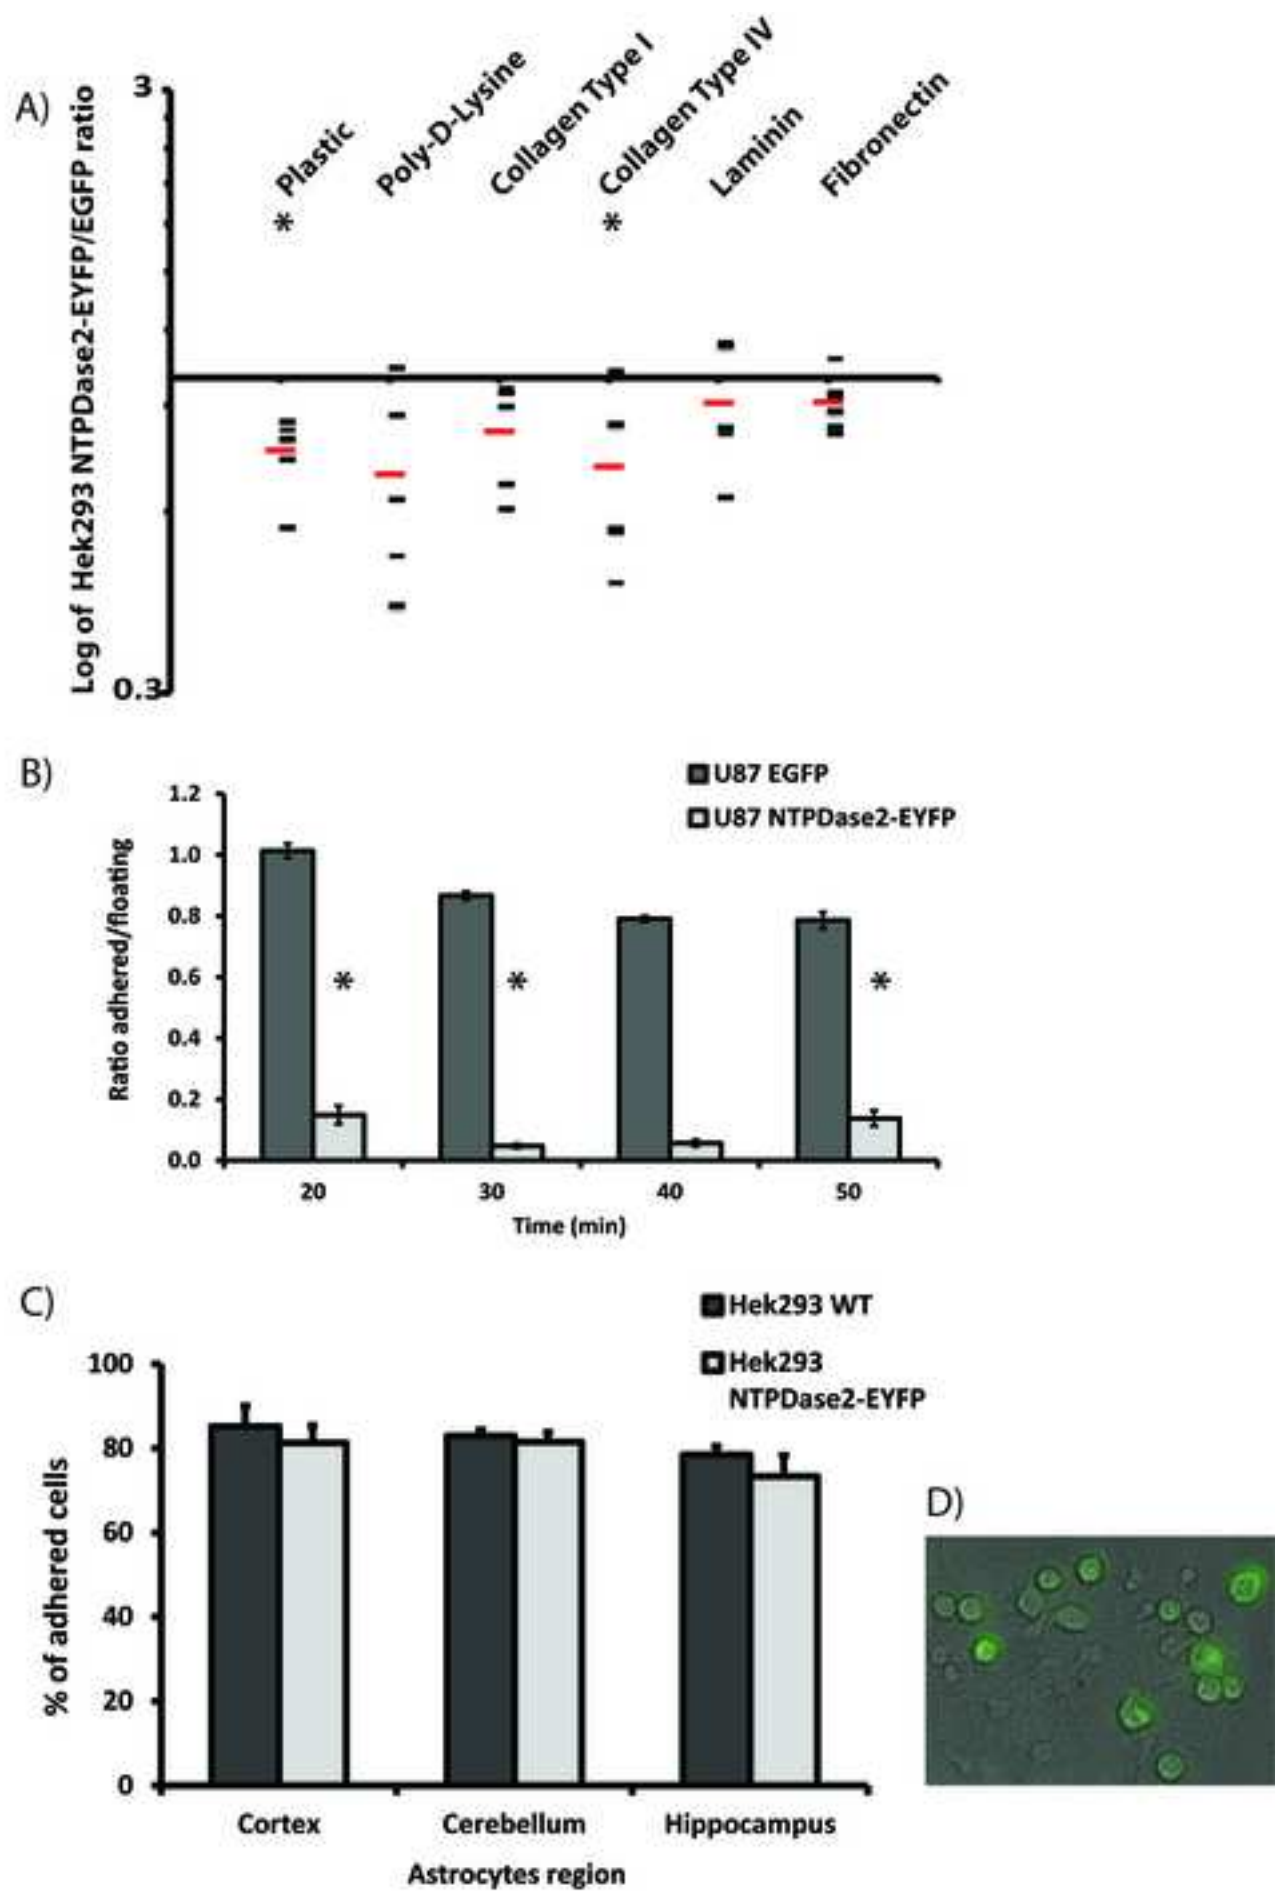 A)
Log of Hek293 NTPDase2-EYFP/EGFP ratio
3
0.3
Plastic
Poly-D-Lysine
Collagen Type I
Collagen Type IV
Laminin
Fibronectin
*
*
B)
U87 EGFP
U87 NTPDase2-EYFP
Ratio adhered/floating
1.2
1.0
0.8
0.6
0.4
0.2
0.0
* * *
20 30 40 50
Time (min)
C)
Hek293 WT
Hek293
NTPDase2-EYFP
% of adhered cells
100
80
60
40
20
0
Cortex Cerebellum Hippocampus
Astrocytes region
D)